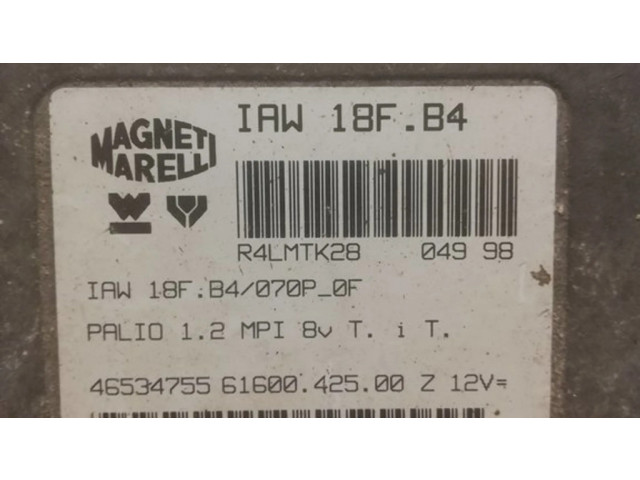 MAGNETI
MARELLI
IAW 18F.B4
R4LMTK28 049 98
IAW 18F.B4/070P_0F
PALIO 1.2 MPI 8v T. i T.
46534755 61600.425.00 Z 12V=